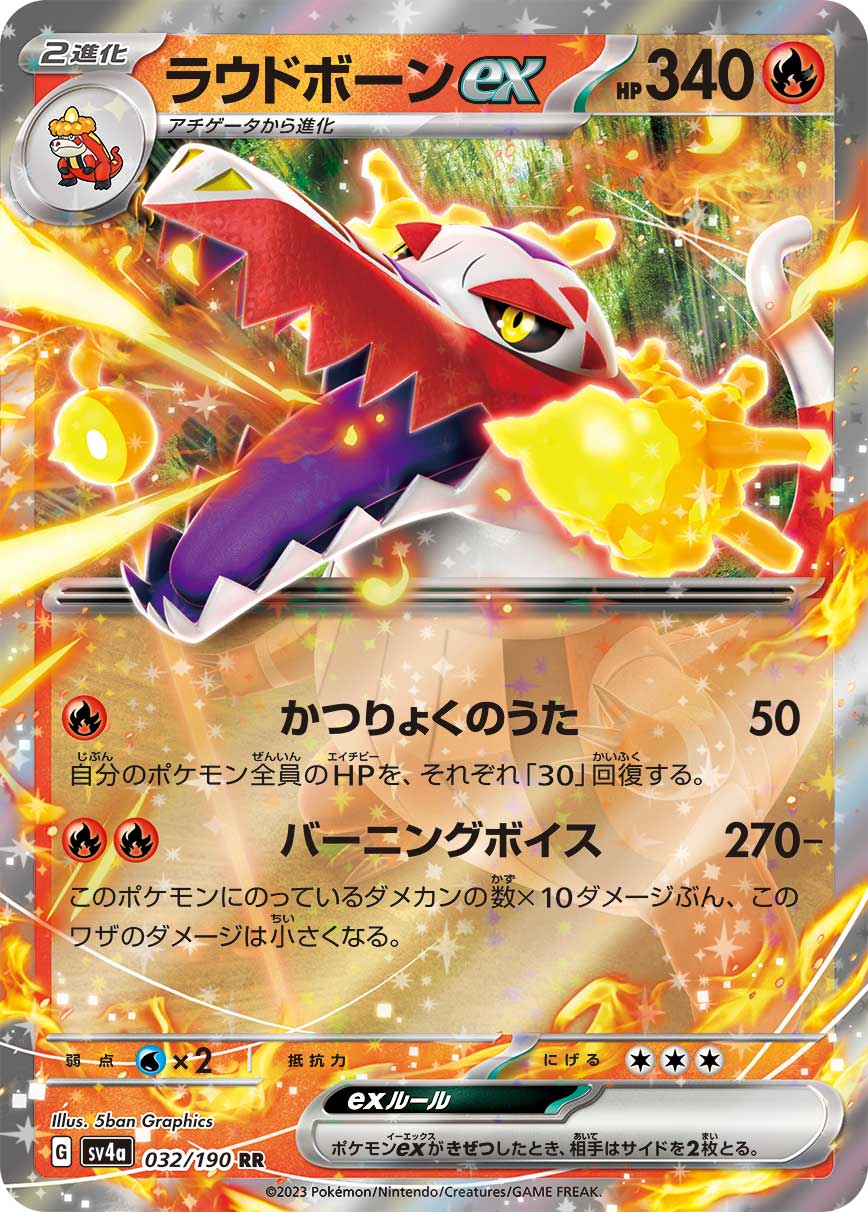 2進化
ラウドボーンex
HP340
アチゲータから進化
かつりょくのうた 50
自分のポケモン全員のHPを、それぞれ「30」回復する。
バーニングボイス 270−
このポケモンにのっているダメカンの数×10ダメージぶん、この
ワザのダメージは小さくなる。
弱点 ×2 抵抗力 にげる
exルール
ポケモンexがきぜつしたとき、相手はサイドを2枚とる。
Illus. 5ban Graphics
G sv4a 032/190 RR
©2023 Pokémon/Nintendo/Creatures/GAME FREAK.